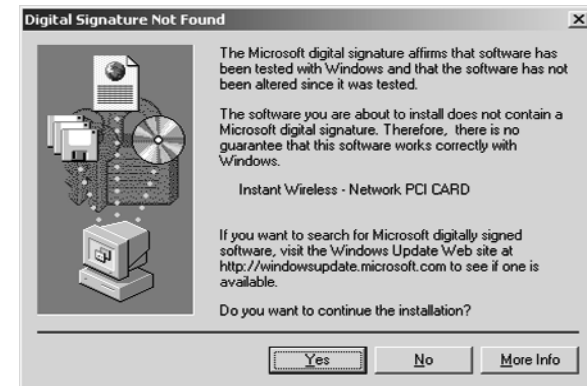 Digital Signature Not Found
The Microsoft digital signature affirms that software has
been tested with Windows and that the software has not
been altered since it was tested.
The software you are about to install does not contain a
Microsoft digital signature. Therefore, there is no
guarantee that this software works correctly with
Windows.
Instant Wireless - Network PCI CARD
If you want to search for Microsoft digitally signed
software, visit the Windows Update Web site at
http://windowsupdate.microsoft.com to see if one is
available.
Do you want to continue the installation?
Yes No More Info